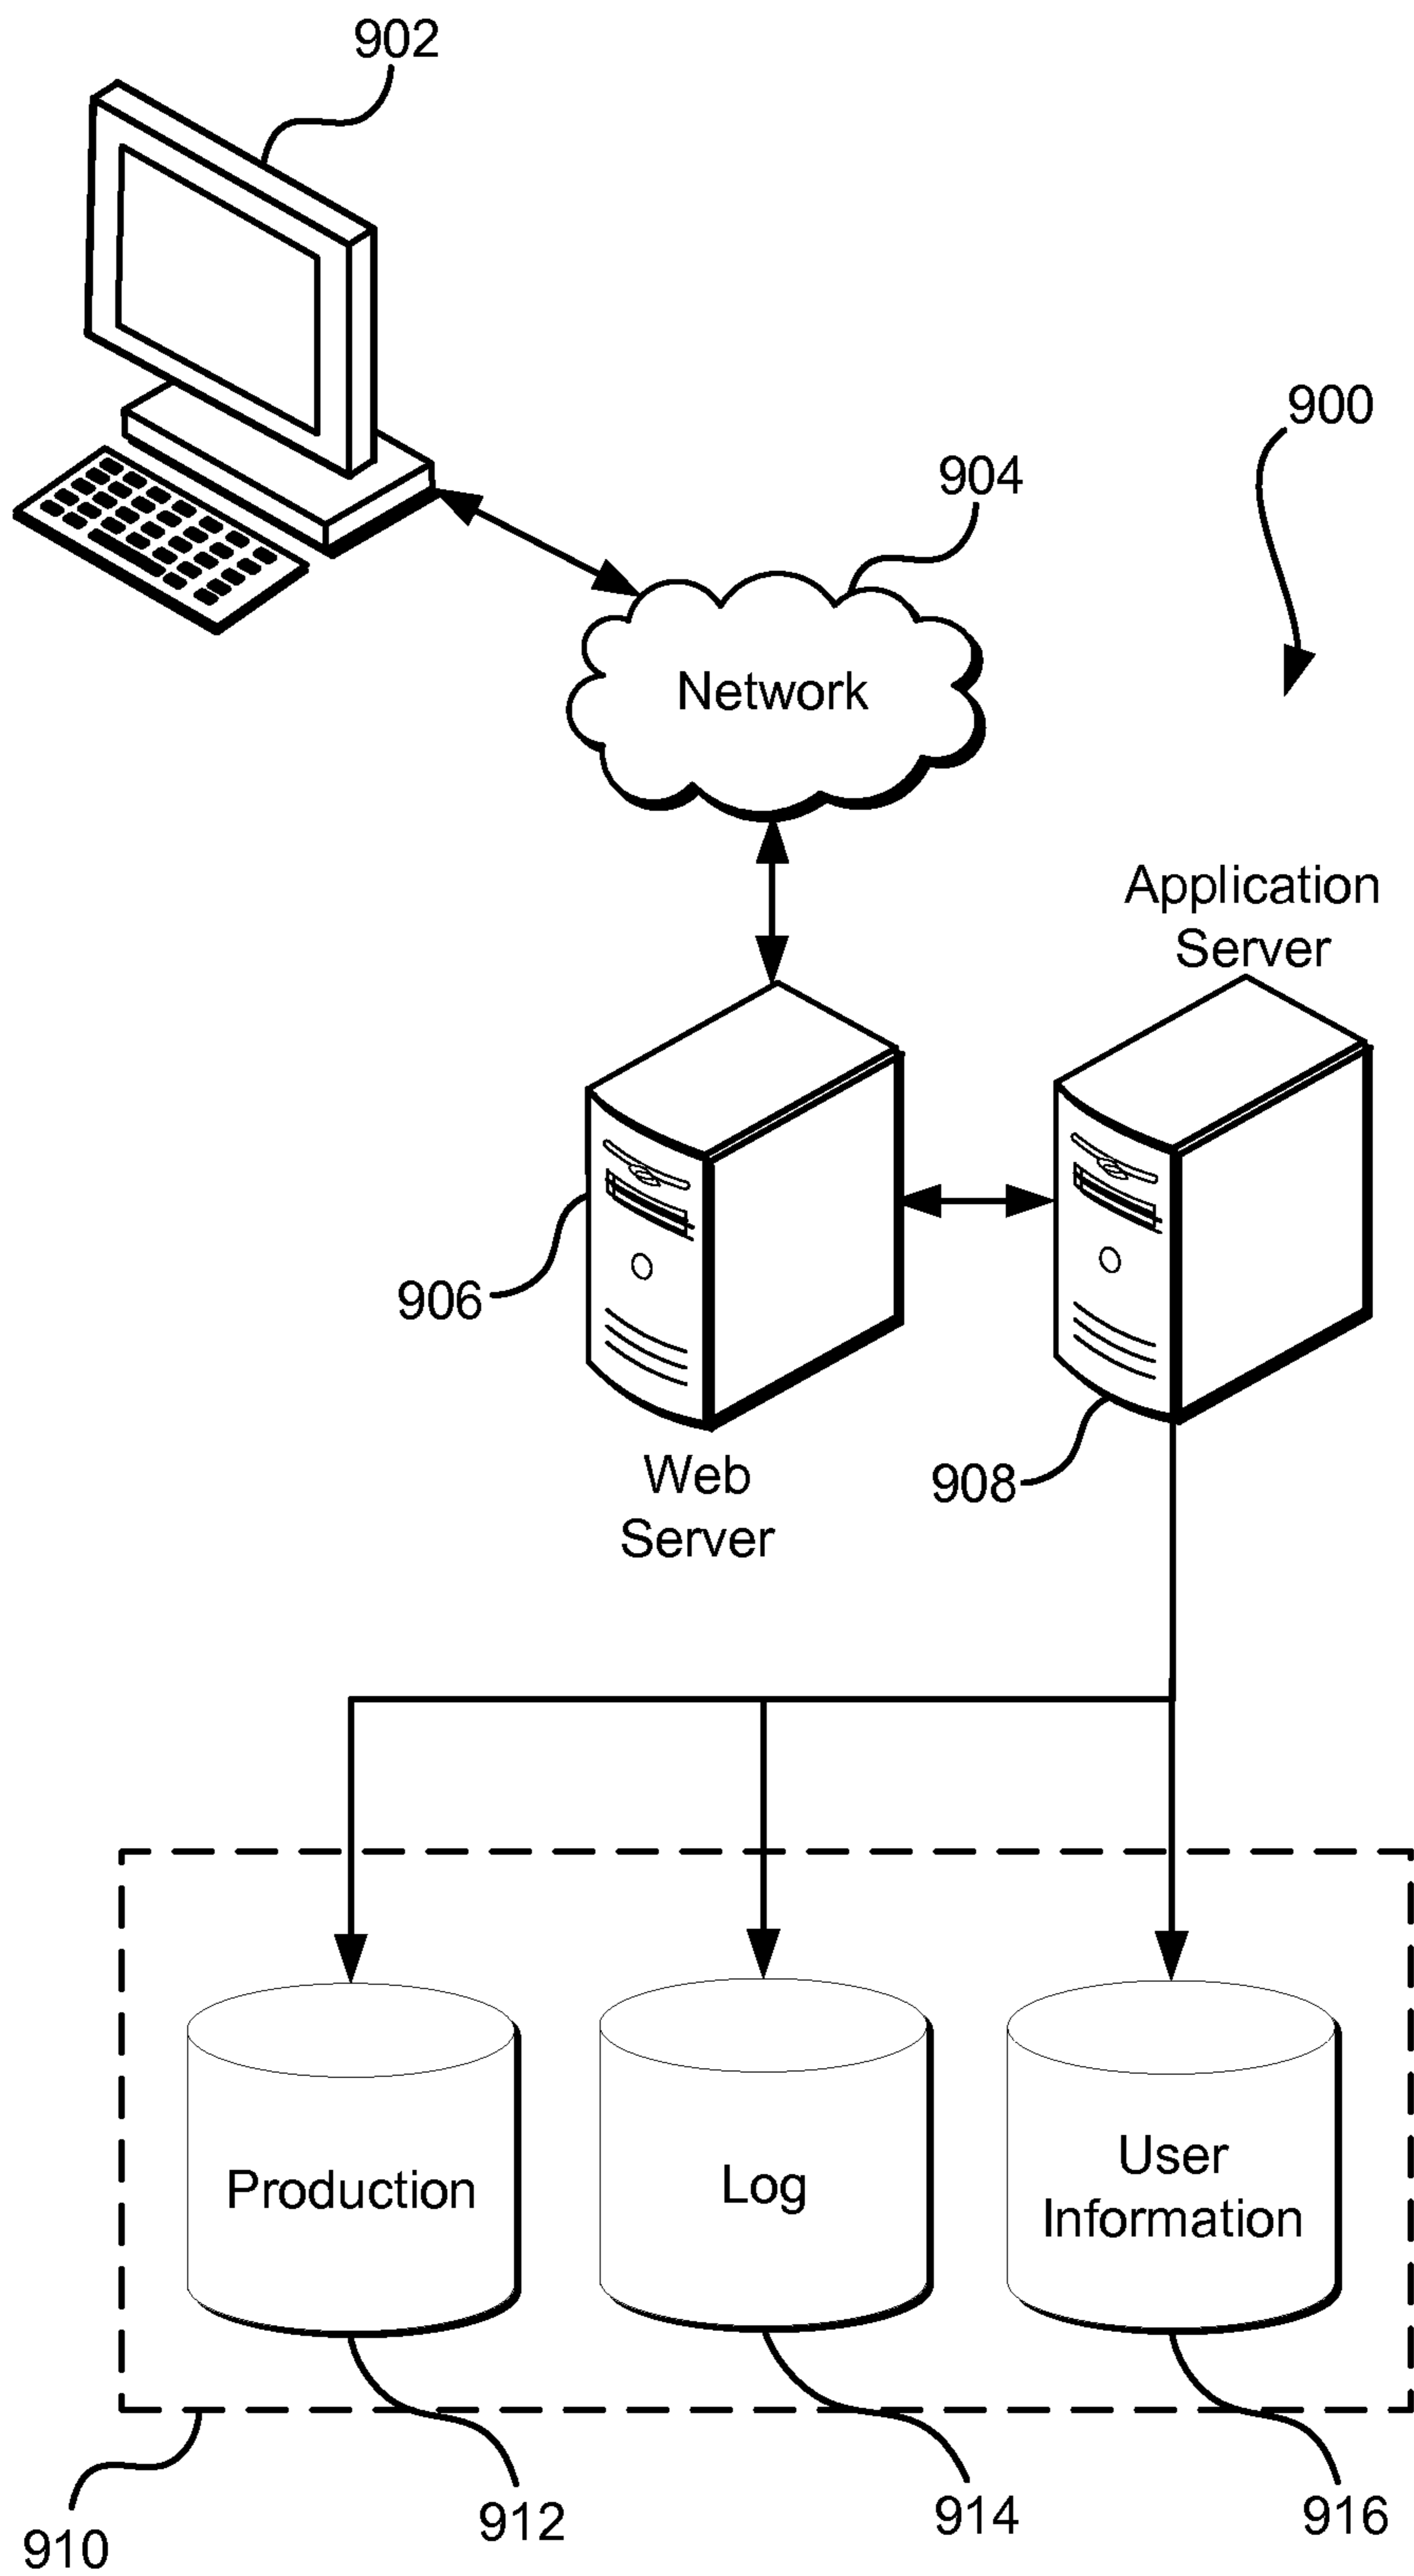 902
900
904
Network
Application
Server
906
Web
Server
908
Production
Log
User
Information
910
912
914
916